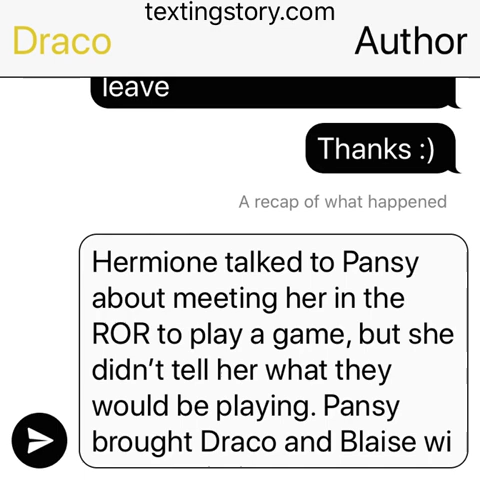 textingstory.com
Draco Author
leave
Thanks :)
A recap of what happened
Hermione talked to Pansy
about meeting her in the
ROR to play a game, but she
didn’t tell her what they
would be playing. Pansy
brought Draco and Blaise wi